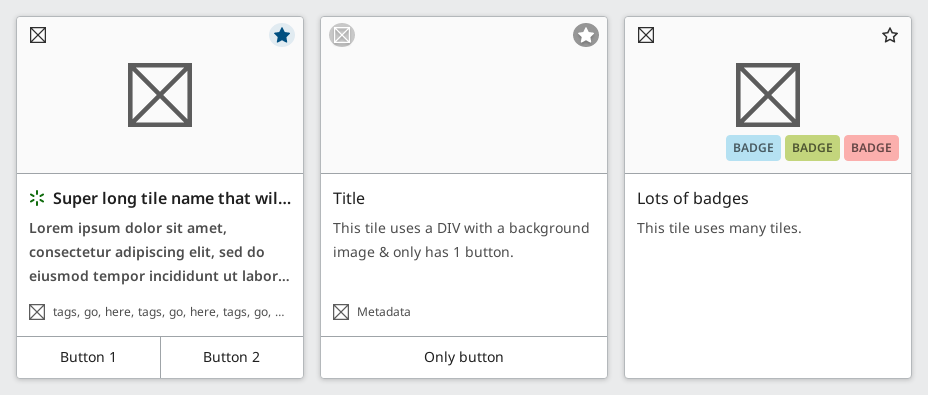 Super long tile name that wil...
Lorem ipsum dolor sit amet,
consectetur adipiscing elit, sed do
eiusmod tempor incididunt ut labor...
tags, go, here, tags, go, here, tags, go, ...
Button 1
Button 2
Title
This tile uses a DIV with a background
image & only has 1 button.
Metadata
Only button
BADGE
BADGE
BADGE
Lots of badges
This tile uses many tiles.